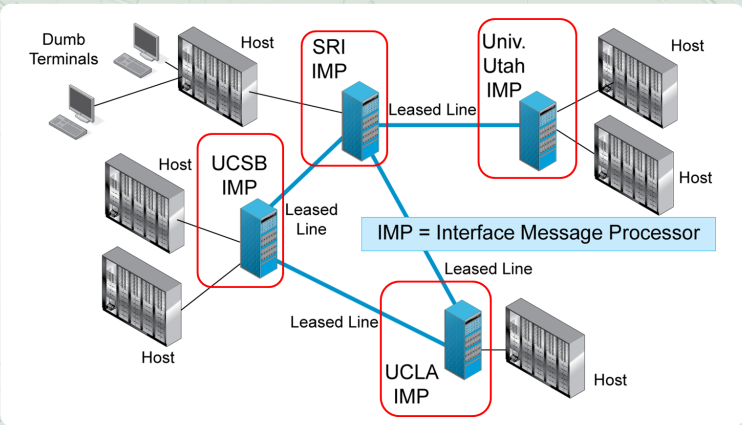 Dumb
Terminals
Host
SRI
IMP
Univ.
Utah
IMP
Host
Leased Line
Host
UCSB
IMP
Host
Leased
Line
IMP = Interface Message Processor
Leased Line
Leased Line
Host
UCLA
IMP
Host